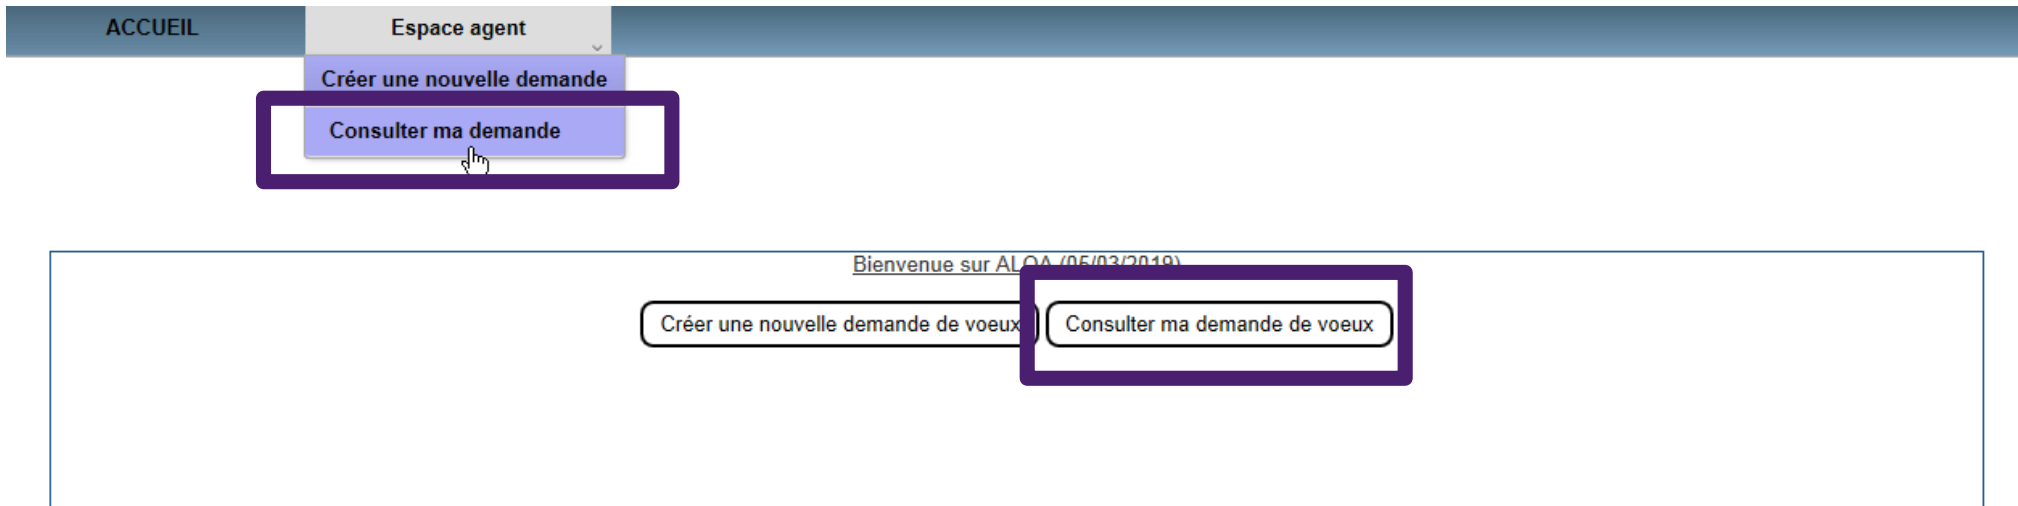 ACCUEIL Espace agent
Créer une nouvelle demande
Consulter ma demande
Bienvenue sur ALOA (05/03/2019)
Créer une nouvelle demande de voeux Consulter ma demande de voeux